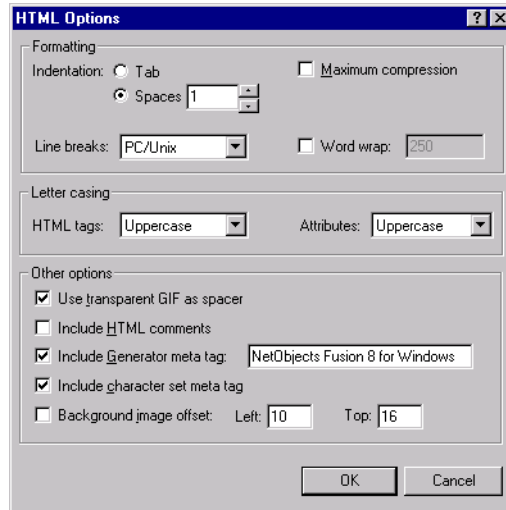 HTML Options
Formatting
Indentation: Tab Maximum compression
Spaces 1
Line breaks: PC/Unix Word wrap: 250
Letter casing
HTML tags: Uppercase Attributes: Uppercase
Other options
Use transparent GIF as spacer
Include HTML comments
Include Generator meta tag: NetObjects Fusion 8 for Windows
Include character set meta tag
Background image offset: Left: 10 Top: 16
OK Cancel